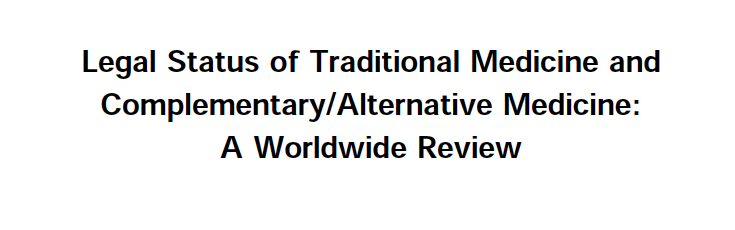 Legal Status of Traditional Medicine and
Complementary/Alternative Medicine:
A Worldwide Review